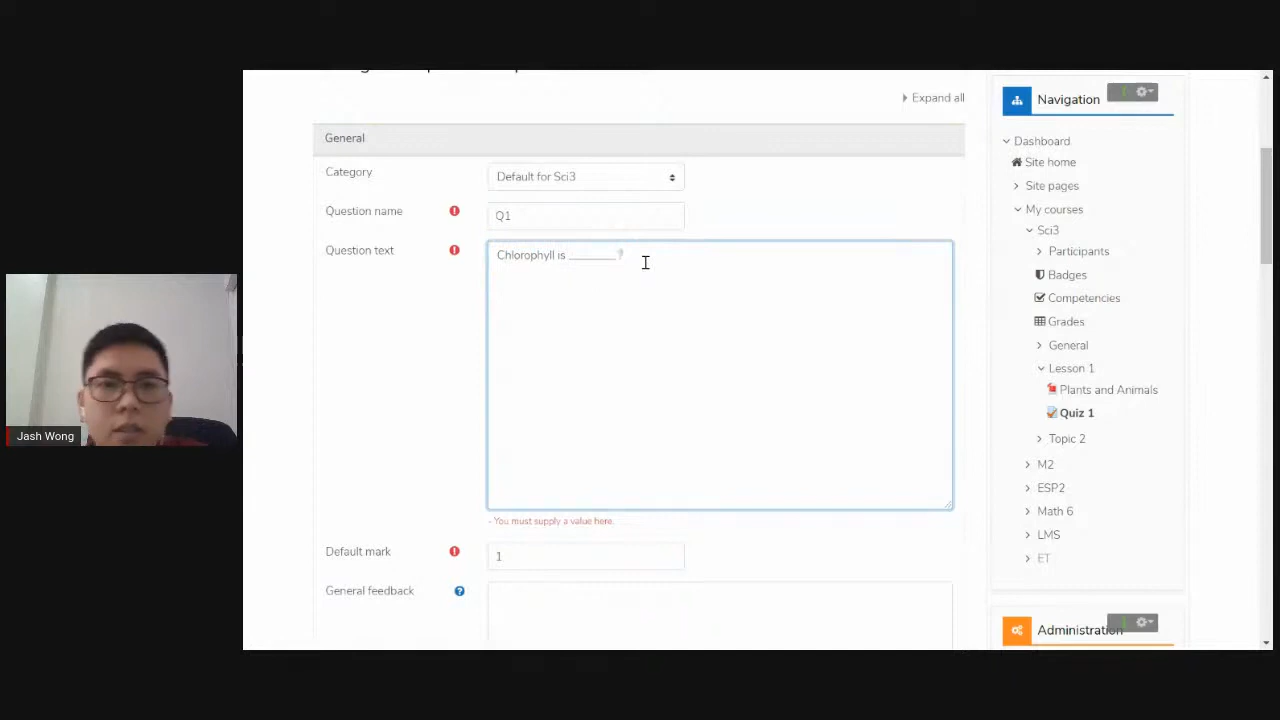 Expand all
General
Category
Default for Sci3
Question name
Q1
Question text
Chlorophyll is ________?
- You must supply a value here.
Default mark
1
General feedback
Jash Wong
Navigation
Dashboard
Site home
Site pages
My courses
Sci3
Participants
Badges
Competencies
Grades
General
Lesson 1
Plants and Animals
Quiz 1
Topic 2
M2
ESP2
Math 6
LMS
ET
Administration